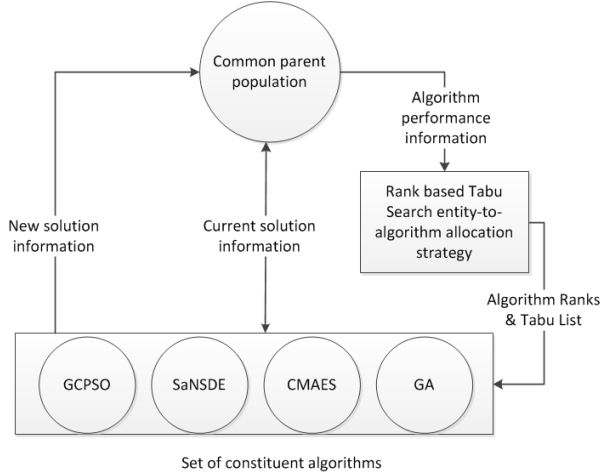 Common parent
population
Algorithm
performance
information
Rank based Tabu
Search entity-to-
algorithm allocation
strategy
New solution
information
Current solution
information
Algorithm Ranks
& Tabu List
GCPSO
SaNSDE
CMAES
GA
Set of constituent algorithms